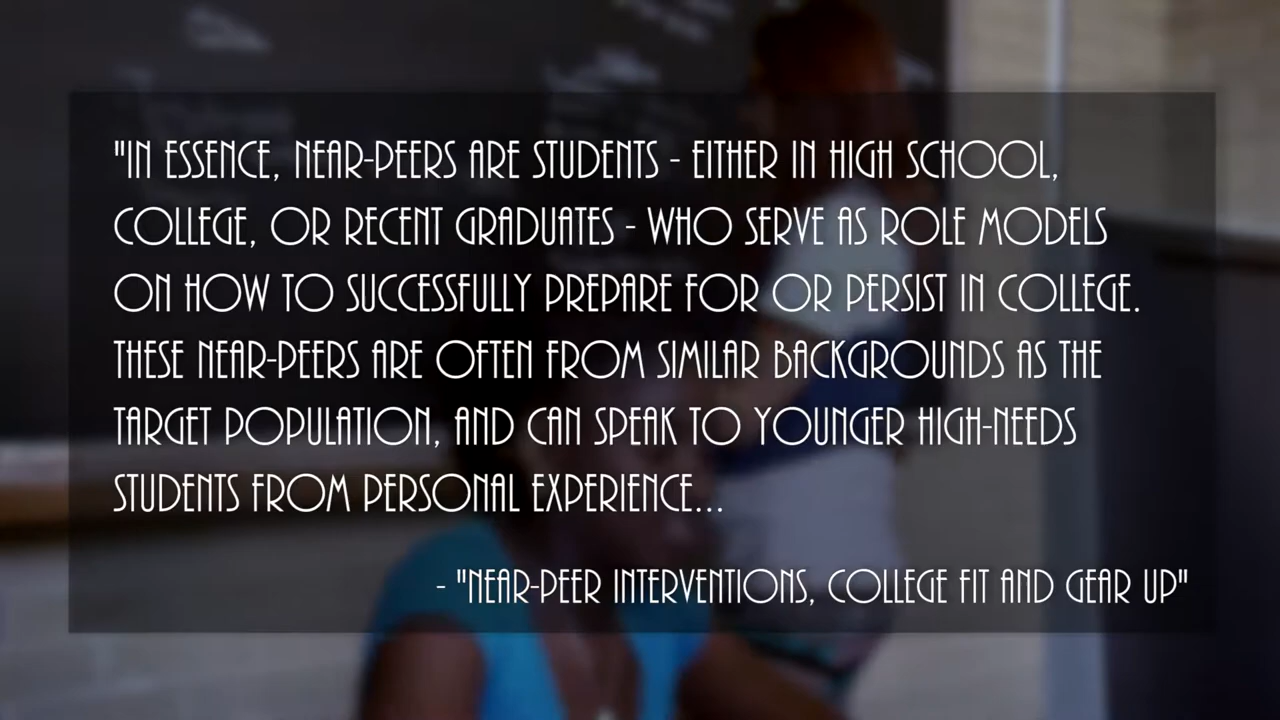 "IN ESSENCE, NEAR-PEERS ARE STUDENTS - EITHER IN HIGH SCHOOL,
COLLEGE, OR RECENT GRADUATES - WHO SERVE AS ROLE MODELS
ON HOW TO SUCCESSFULLY PREPARE FOR OR PERSIST IN COLLEGE.
THESE NEAR-PEERS ARE OFTEN FROM SIMILAR BACKGROUNDS AS THE
TARGET POPULATION, AND CAN SPEAK TO YOUNGER HIGH-NEEDS
STUDENTS FROM PERSONAL EXPERIENCE...
- "NEAR-PEER INTERVENTIONS, COLLEGE FIT AND GEAR UP"